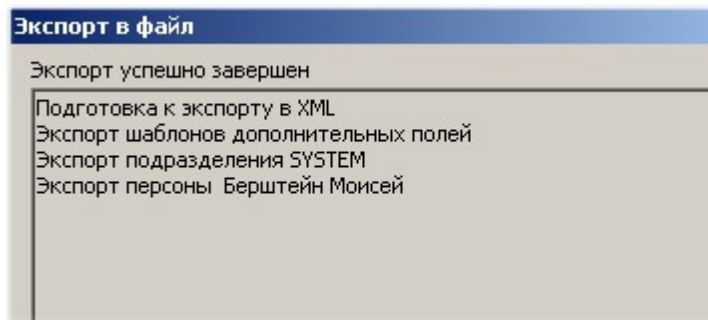 Экспорт в файл
Экспорт успешно завершен
Подготовка к экспорту в XML
Экспорт шаблонов дополнительных полей
Экспорт подразделения SYSTEM
Экспорт персоны Берштейн Моисей